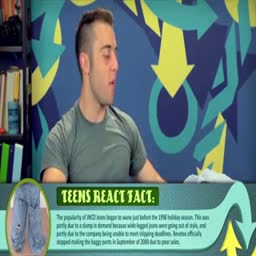 TEENS REACT FACT:
The popularity of JNCO Jeans began to wane just before the 1998 holiday season. This was
partly due to a slump in demand because wide-legged jeans were going out of style, and
partly due to the company being unable to meet shipping deadlines. Revatex officially
stopped making the baggy pants in September of 2000 due to poor sales.